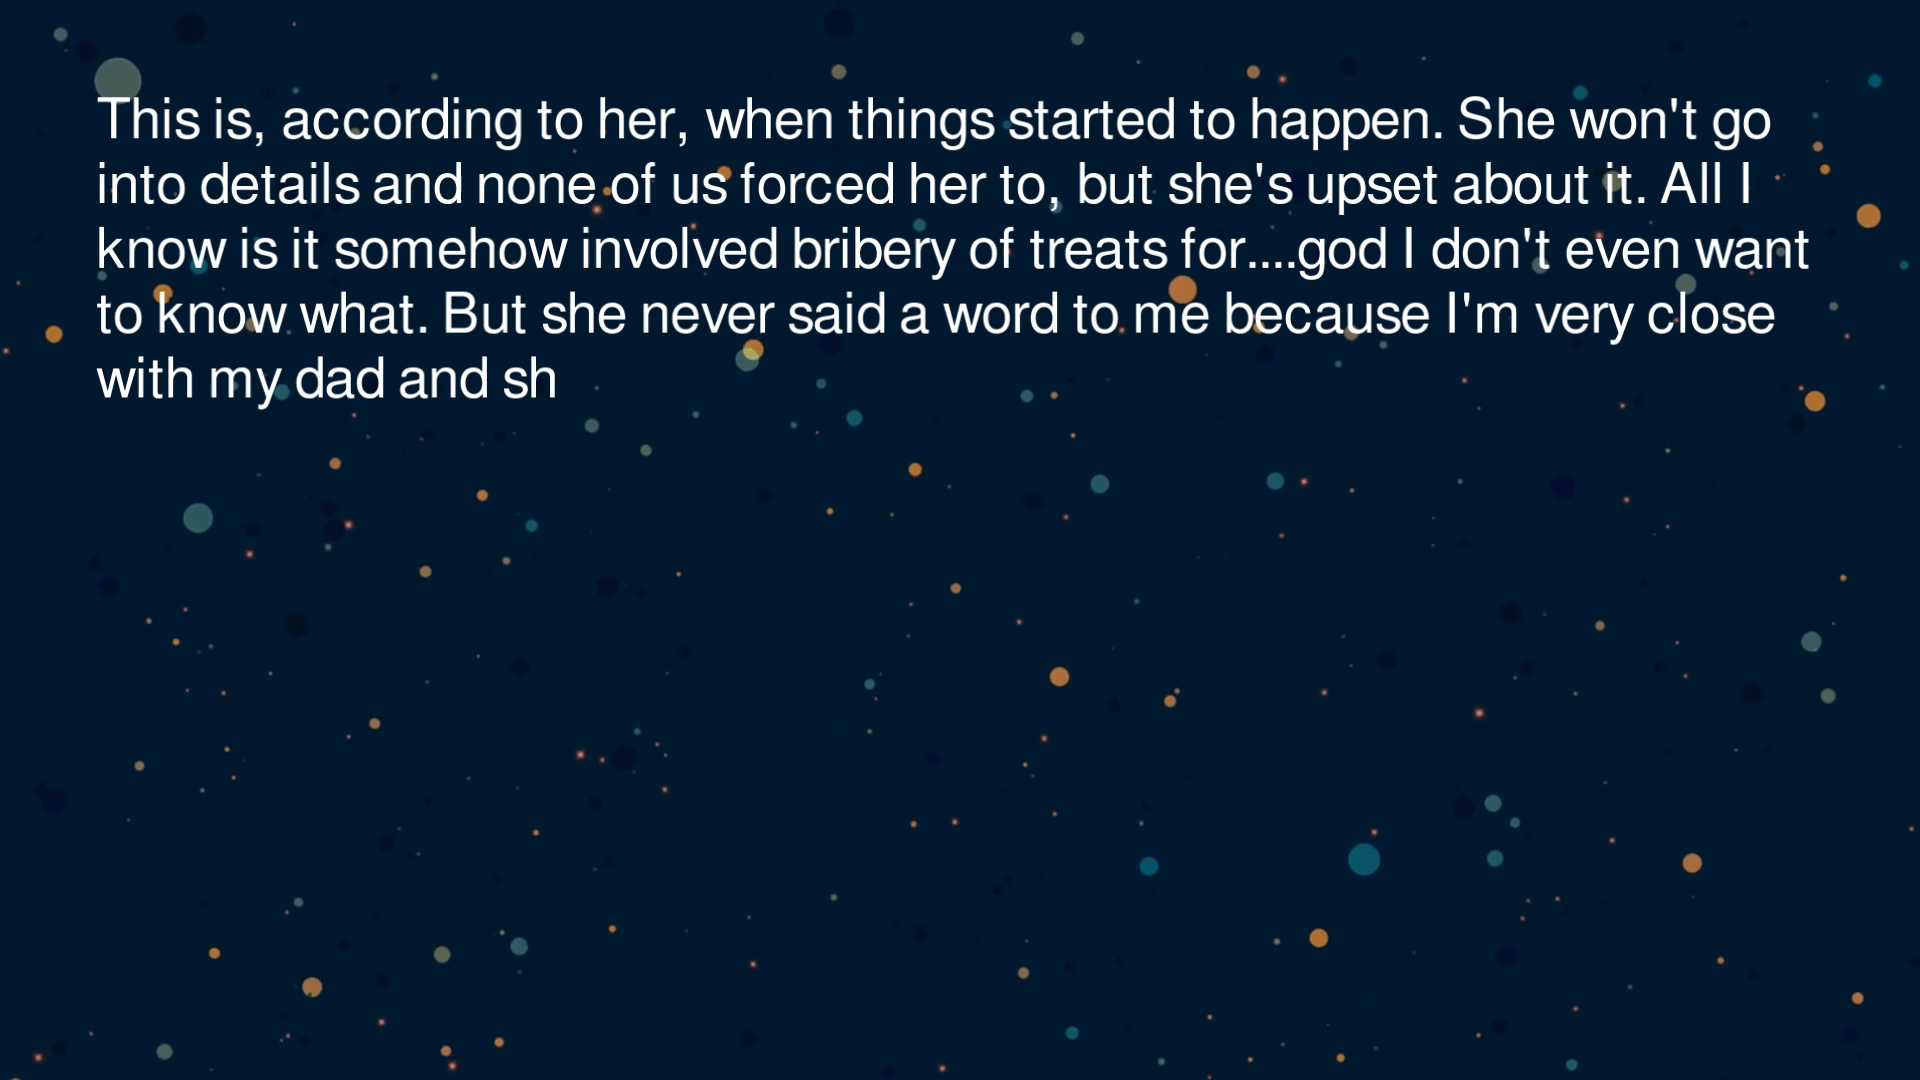 This is, according to her, when things started to happen. She won't go
into details and none of us forced her to, but she's upset about it. All I
know is it somehow involved bribery of treats for....god I don't even want
to know what. But she never said a word to me because I'm very close
with my dad and sh